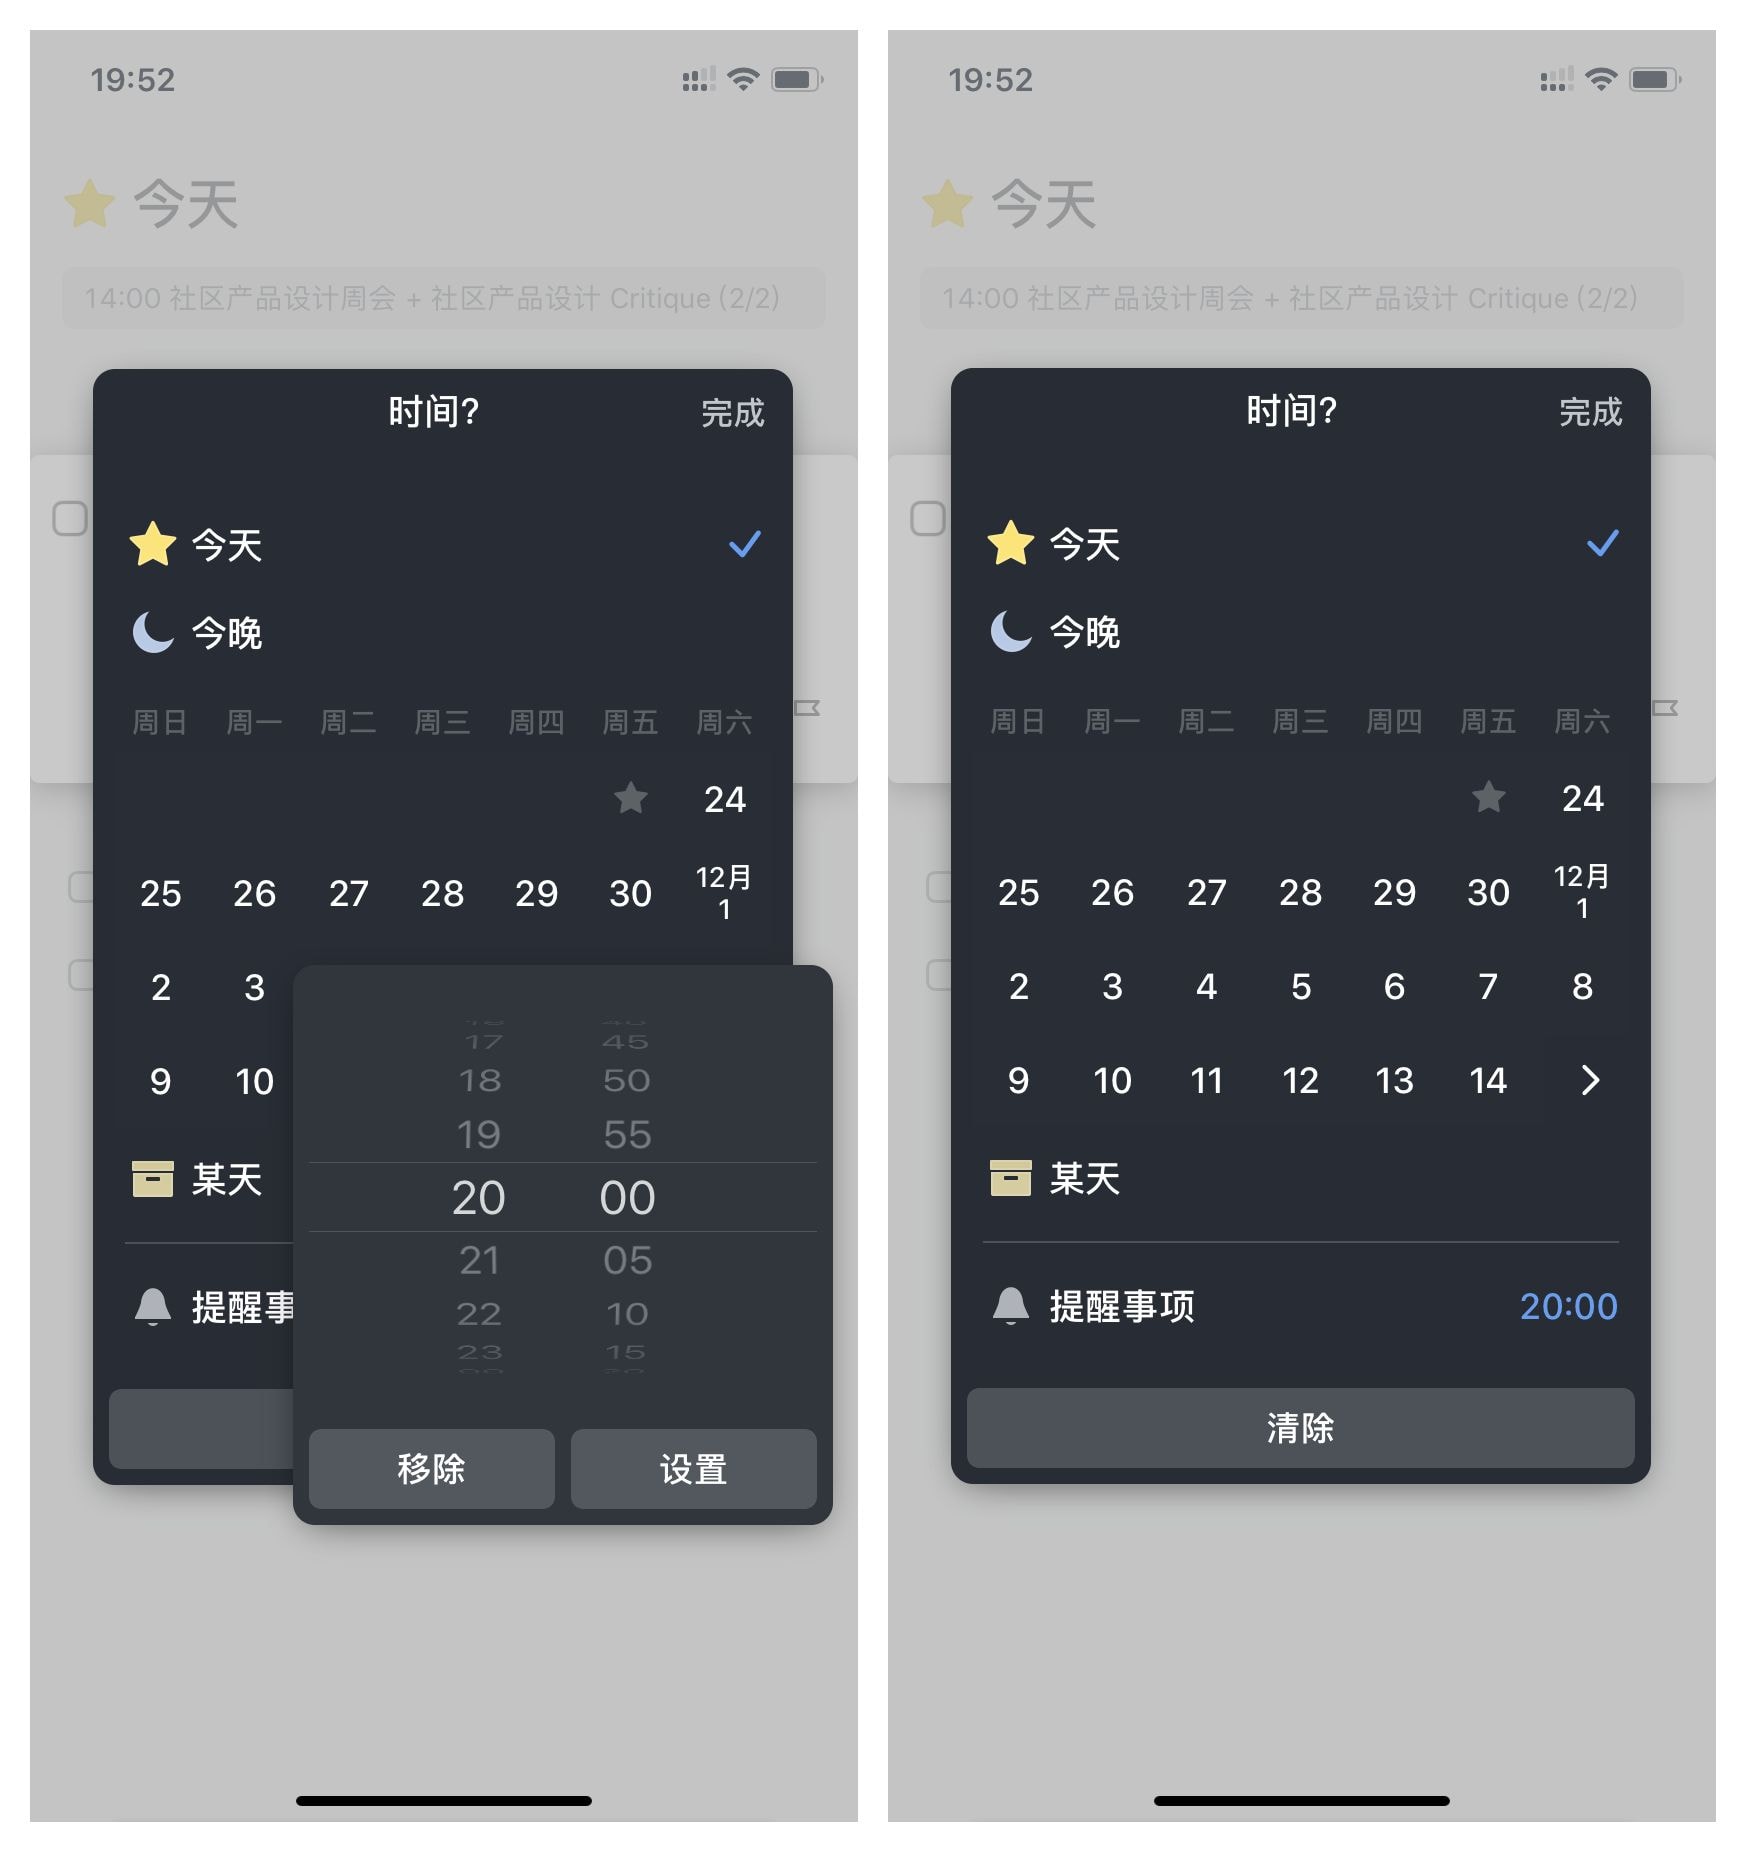 19:52
今天
14:00 社区产品设计周会 + 社区产品设计 Critique (2/2)
时间?
完成
今天
今晚
周日 周一 周二 周三 周四 周五 周六
24
25 26 27 28 29 30 12月 1
2 3
9 10
某天
提醒事
17 45
18 50
19 55
20 00
21 05
22 10
23 15
移除 设置
19:52
今天
14:00 社区产品设计周会 + 社区产品设计 Critique (2/2)
时间?
完成
今天
今晚
周日 周一 周二 周三 周四 周五 周六
24
25 26 27 28 29 30 12月 1
2 3 4 5 6 7 8
9 10 11 12 13 14
某天
提醒事项 20:00
清除